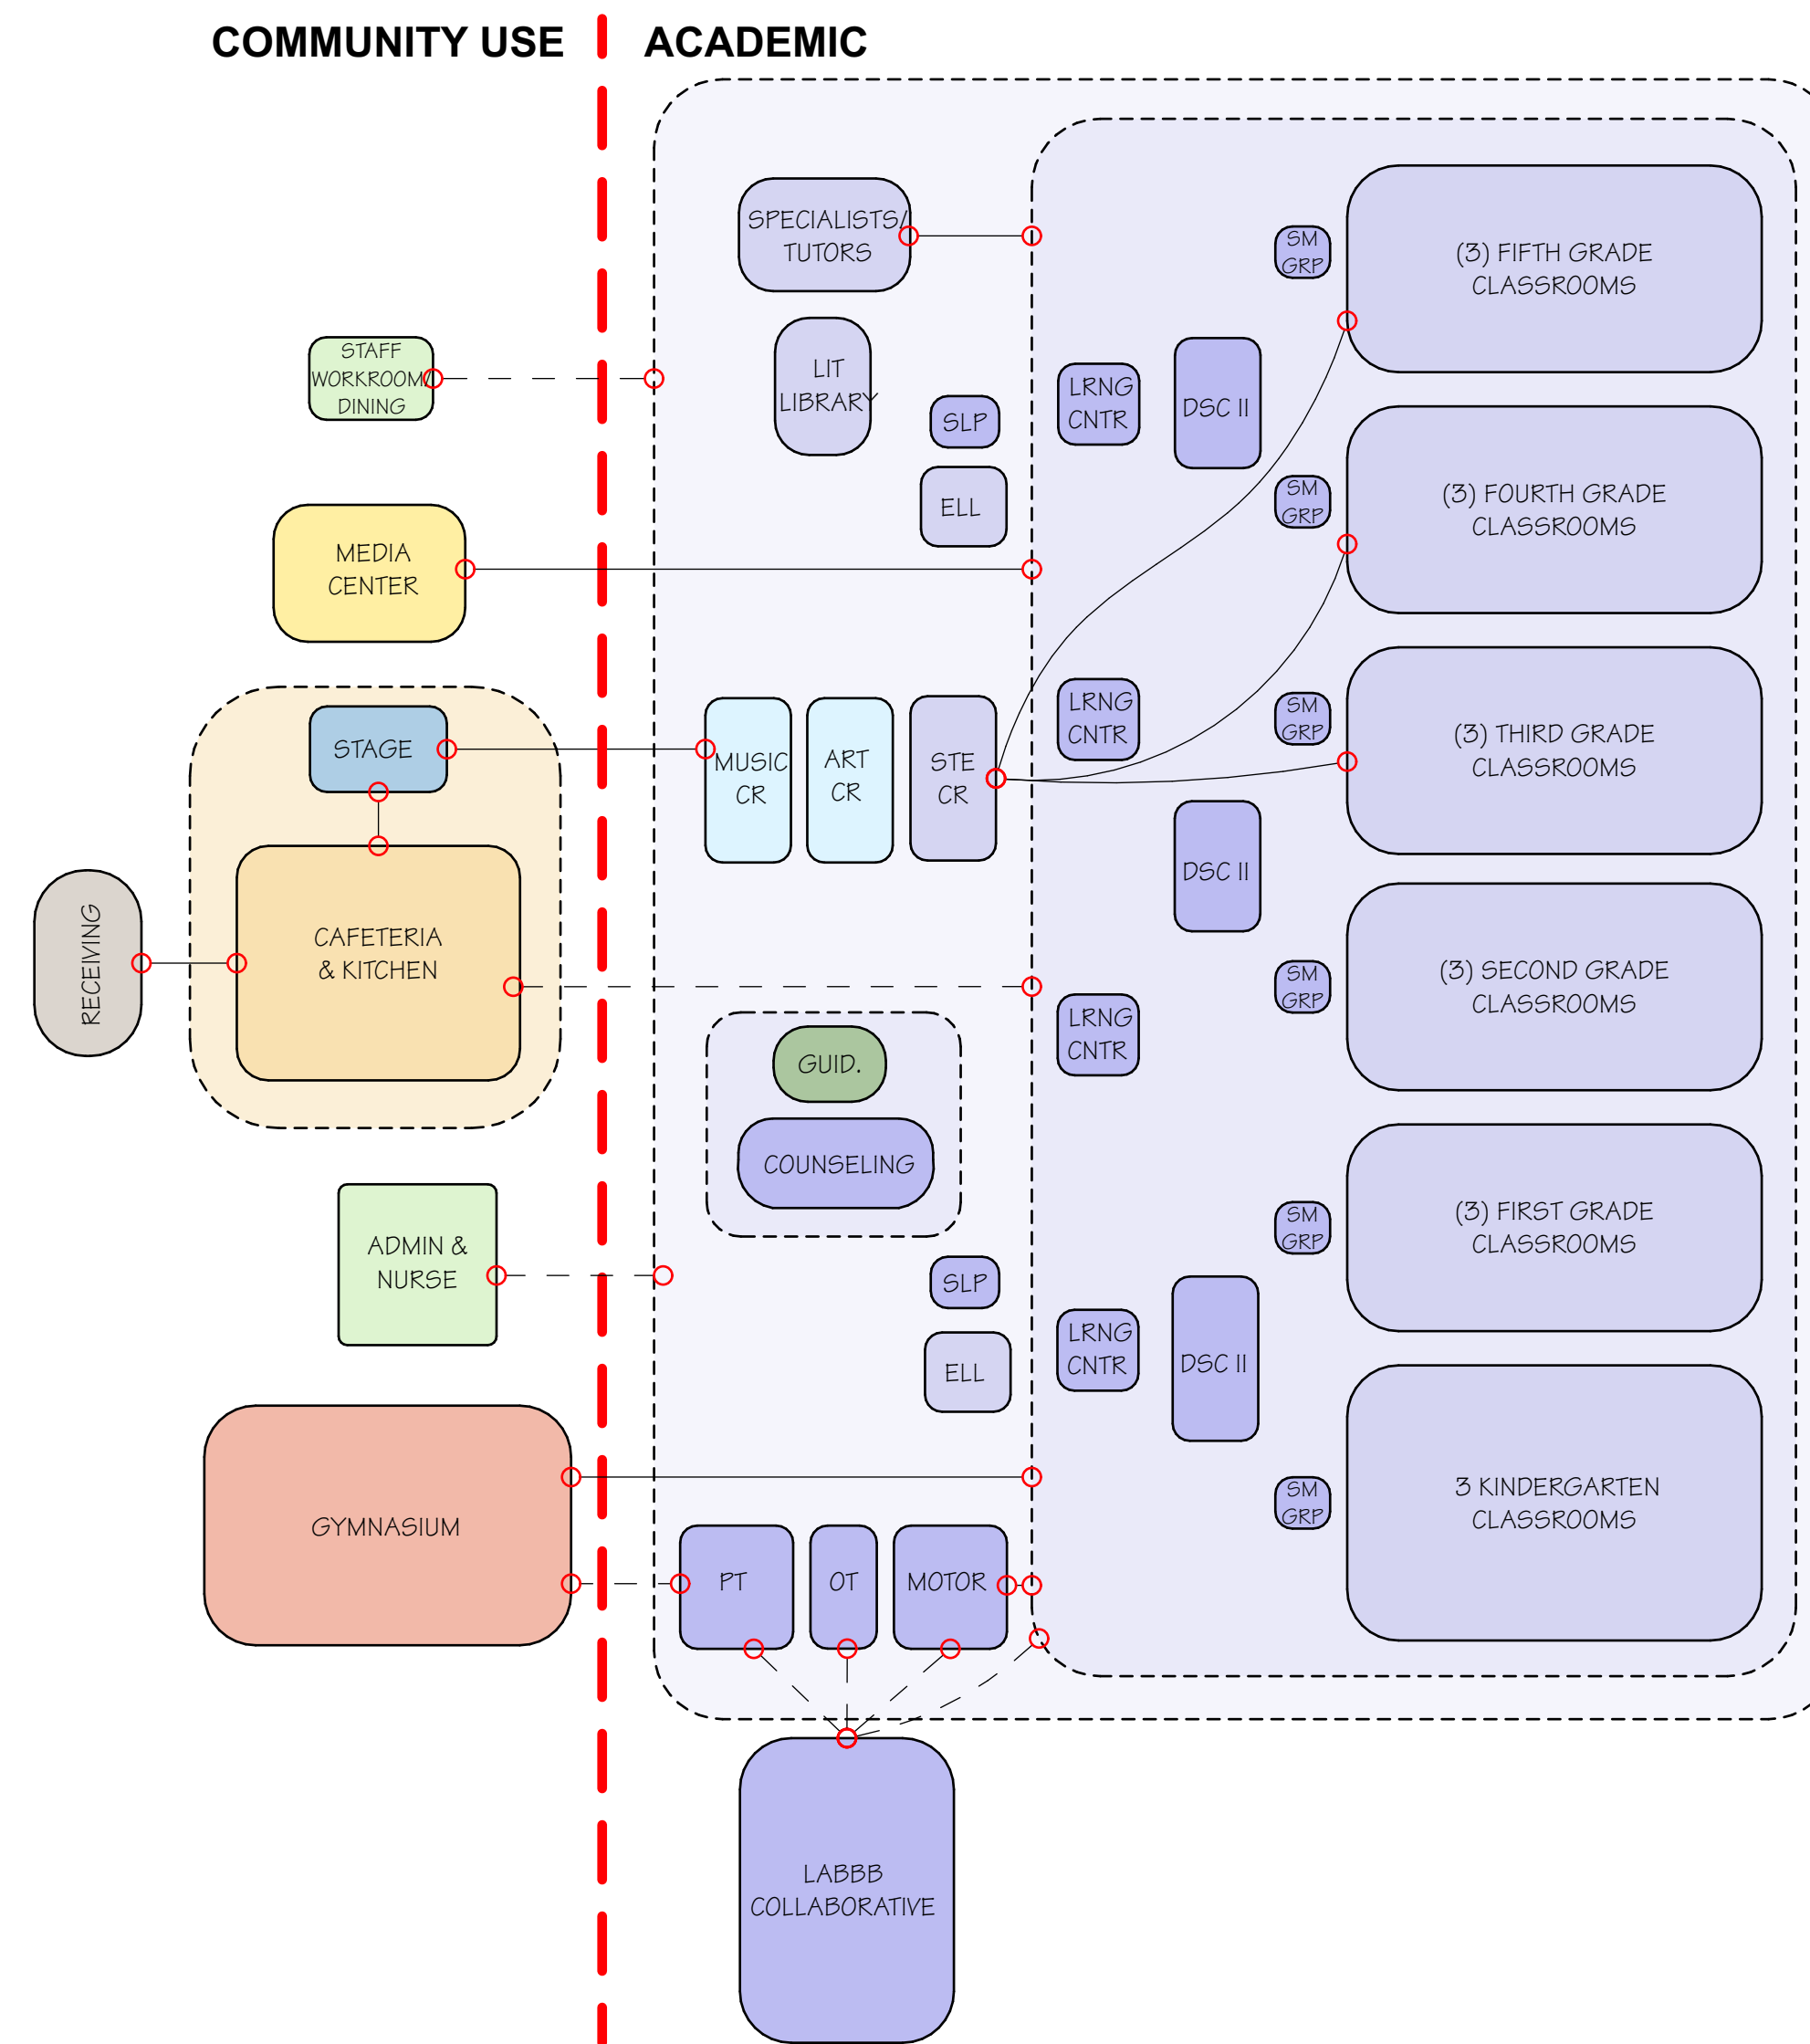 COMMUNITY USE
ACADEMIC
STAFF
WORKROOM/
DINING
MEDIA
CENTER
STAGE
CAFETERIA
& KITCHEN
RECEIVING
ADMIN &
NURSE
GYMNASIUM
SPECIALISTS/
TUTORS
LIT
LIBRARY
SLP
ELL
MUSIC
CR
ART
CR
STE
CR
GUID.
COUNSELING
SLP
ELL
PT
OT
MOTOR
LABBB
COLLABORATIVE
LRNG
CNTR
DSC II
LRNG
CNTR
DSC II
LRNG
CNTR
LRNG
CNTR
DSC II
SM
GRP
(3) FIFTH GRADE
CLASSROOMS
SM
GRP
(3) FOURTH GRADE
CLASSROOMS
SM
GRP
(3) THIRD GRADE
CLASSROOMS
SM
GRP
(3) SECOND GRADE
CLASSROOMS
SM
GRP
(3) FIRST GRADE
CLASSROOMS
SM
GRP
3 KINDERGARTEN
CLASSROOMS